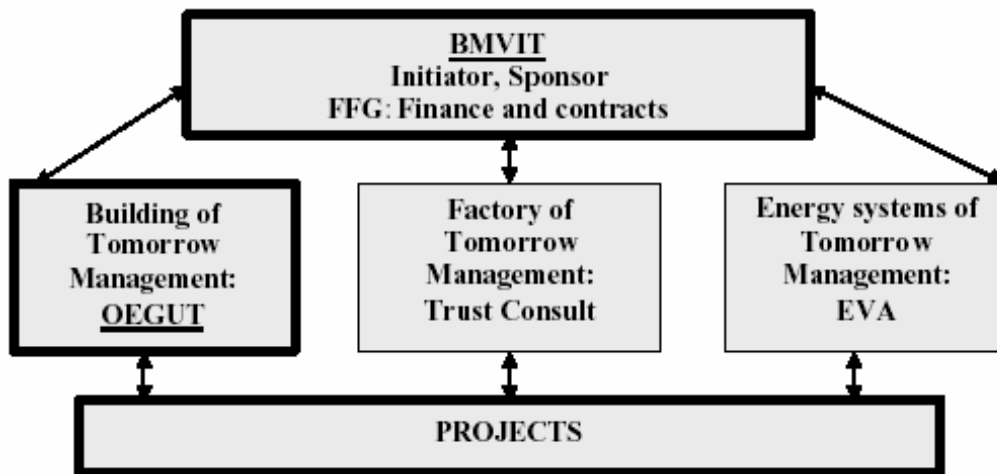 BMVIT
Initiator, Sponsor
FFG: Finance and contracts
Building of
Tomorrow
Management:
OEGUT
Factory of
Tomorrow
Management:
Trust Consult
Energy systems of
Tomorrow
Management:
EVA
PROJECTS